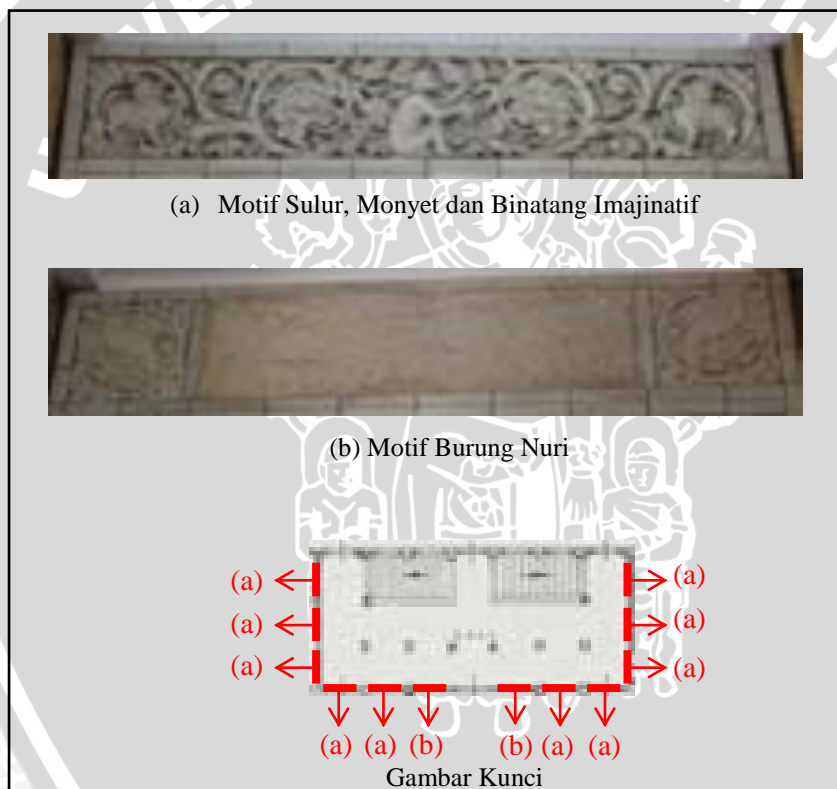 (a) Motif Sulur, Monyet dan Binatang Imajinatif
(b) Motif Burung Nuri
(a) (a)
(a) (a)
(a) (a)
(a) (a) (b) (b) (a) (a)
Gambar Kunci